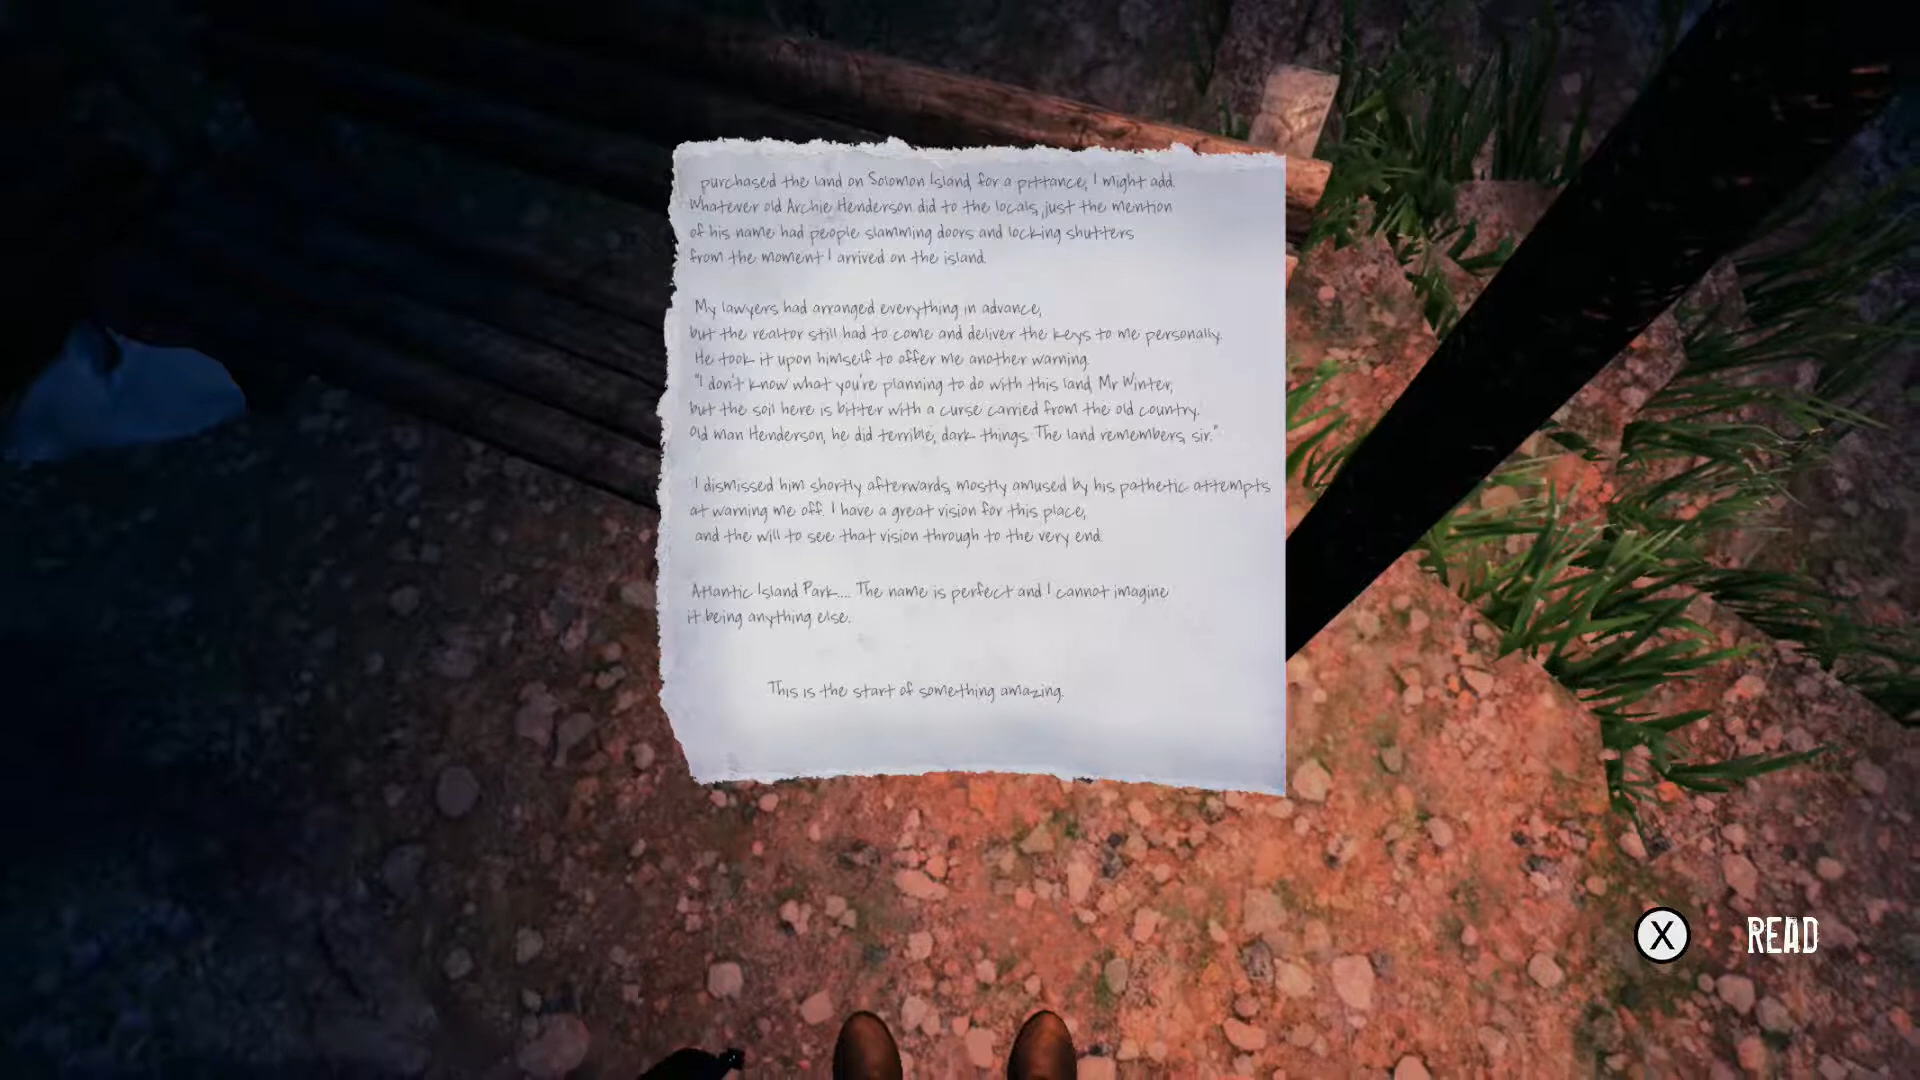 purchased the land on Solomon Island, for a pittance, I might add.
Whatever old Archie Henderson did to the locals, just the mention
of his name had people slamming doors and locking shutters
from the moment I arrived on the island.
My lawyers had arranged everything in advance,
but the realtor still had to come and deliver the keys to me personally.
He took it upon himself to offer me another warning.
"I don't know what you're planning to do with this land, Mr Winter,
but the soil here is bitter with a curse carried from the old country.
Old man Henderson, he did terrible, dark things. The land remembers, sir."
I dismissed him shortly afterwards, mostly amused by his pathetic attempts
at warning me off. I have a great vision for this place,
and the will to see that vision through to the very end.
Atlantic Island Park.... The name is perfect and I cannot imagine
it being anything else.
This is the start of something amazing.
X READ